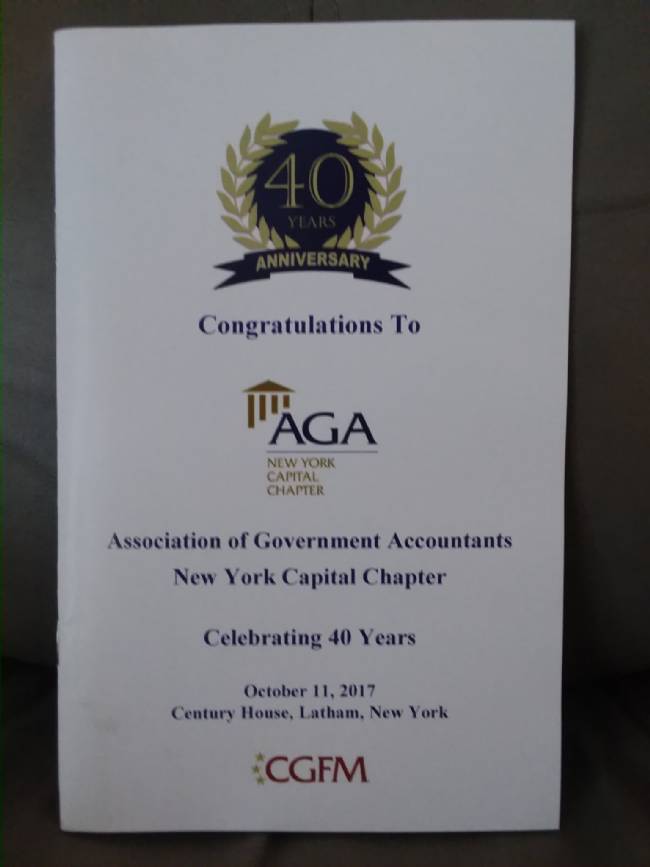 40
YEARS
ANNIVERSARY
Congratulations To
AGA
NEW YORK
CAPITAL
CHAPTER
Association of Government Accountants
New York Capital Chapter
Celebrating 40 Years
October 11, 2017
Century House, Latham, New York
CGFM